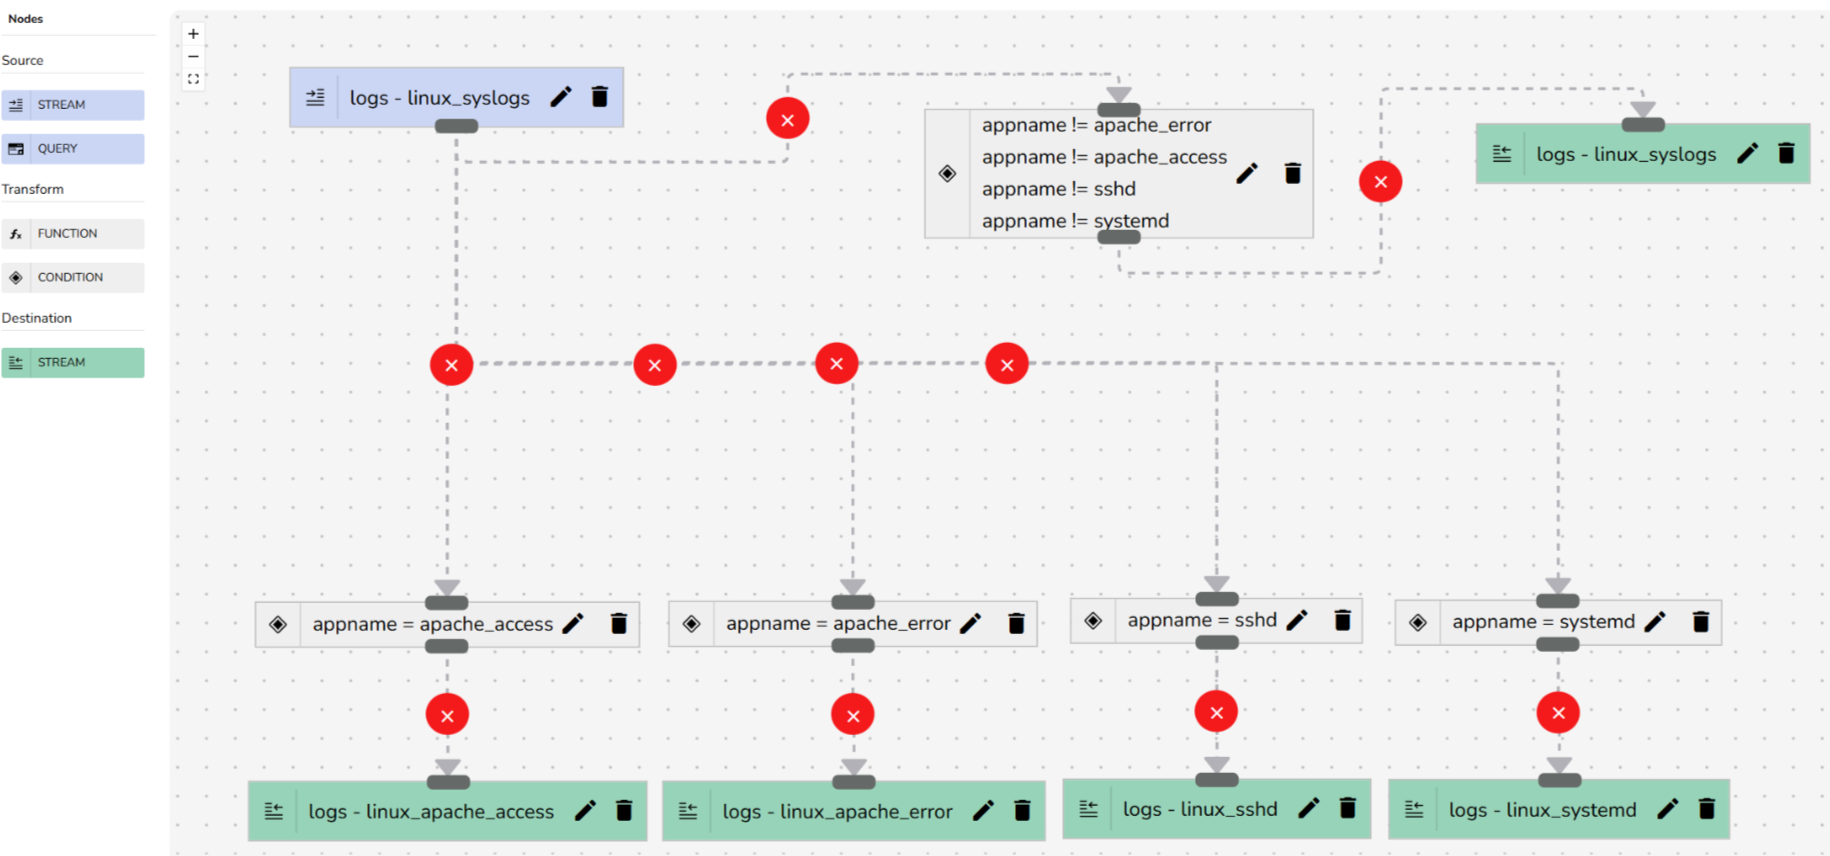 Nodes
Source
STREAM
QUERY
Transform
FUNCTION
CONDITION
Destination
STREAM
logs - linux_syslogs
appname != apache_error
appname != apache_access
appname != sshd
appname != systemd
logs - linux_syslogs
appname = apache_access
appname = apache_error
appname = sshd
appname = systemd
logs - linux_apache_access
logs - linux_apache_error
logs - linux_sshd
logs - linux_systemd